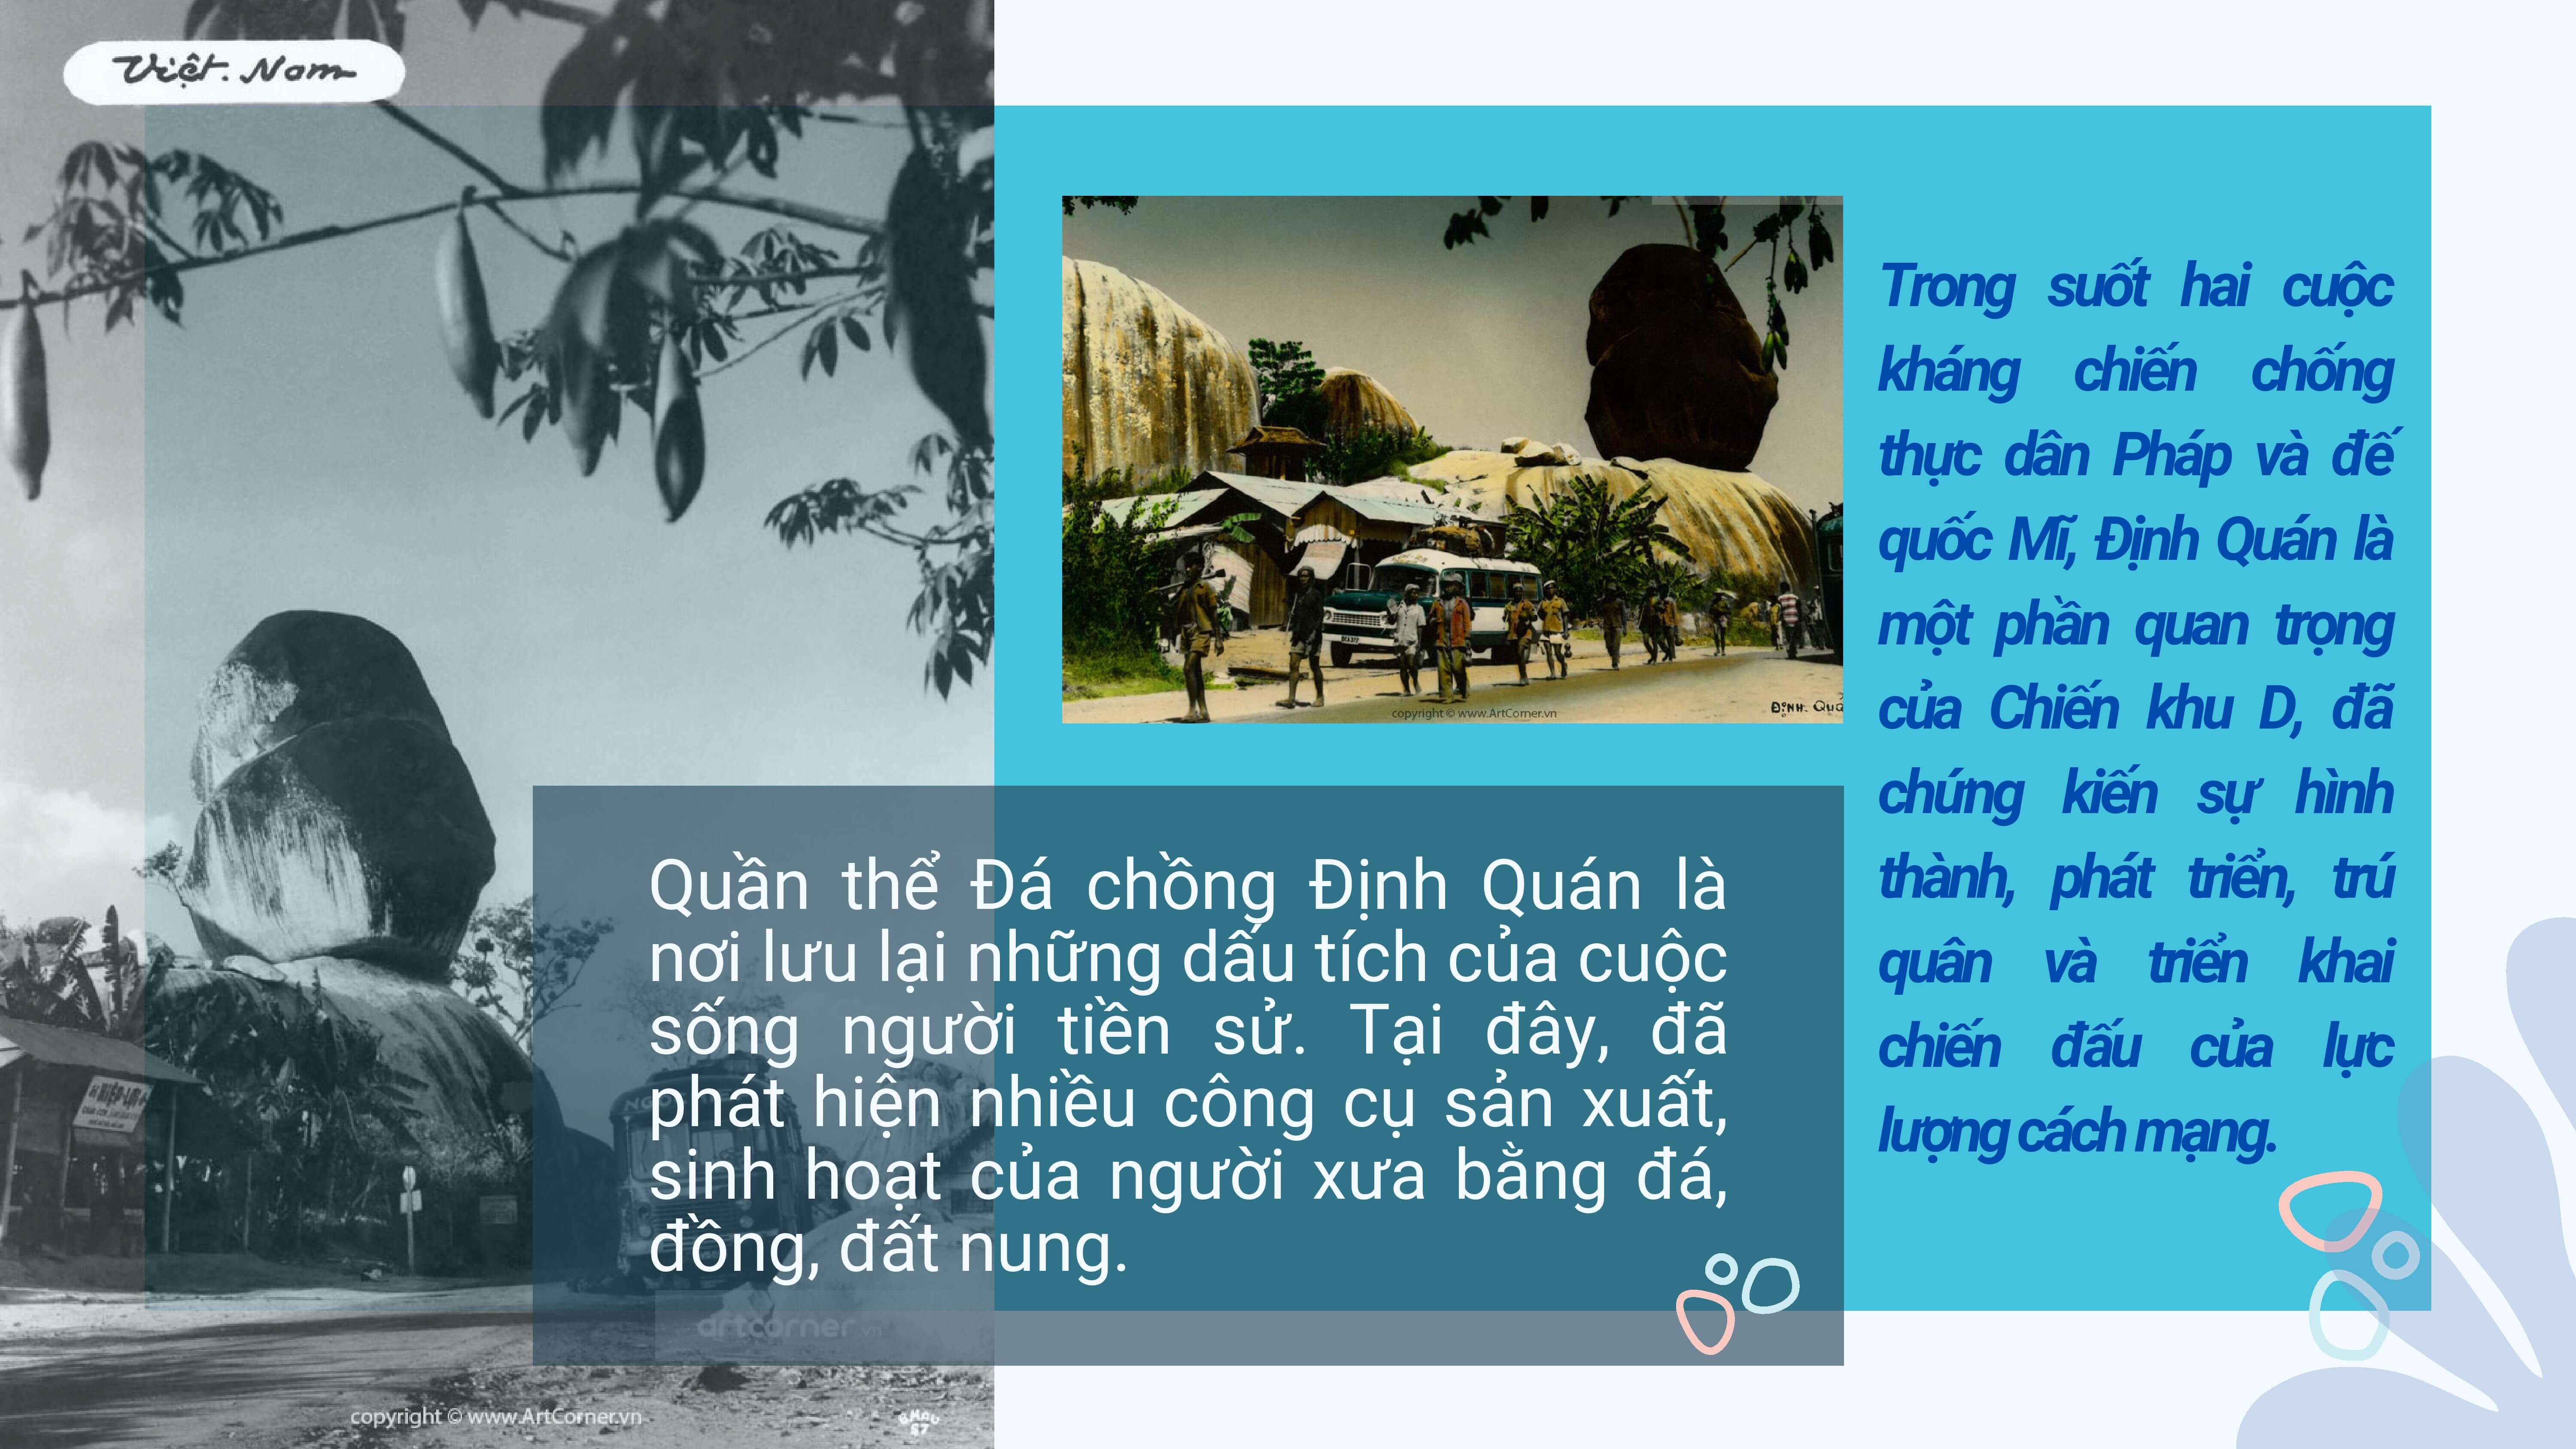 Việt. Nam
Trong suốt hai cuộc
kháng chiến chống
thực dân Pháp và đế
quốc Mĩ, Định Quán là
một phần quan trọng
của Chiến khu D, đã
chứng kiến sự hình
thành, phát triển, trú
quân và triển khai
chiến đấu của lực
lượng cách mạng.
copyright © www.ArtCorner.vn
ĐỊNH. Quá
Quần thể Đá chồng Định Quán là
nơi lưu lại những dấu tích của cuộc
sống người tiền sử. Tại đây, đã
phát hiện nhiều công cụ sản xuất,
sinh hoạt của người xưa bằng đá,
đồng, đất nung.
HIỆP-LỢI
artcorner.vn
copyright © www.ArtCorner.vn